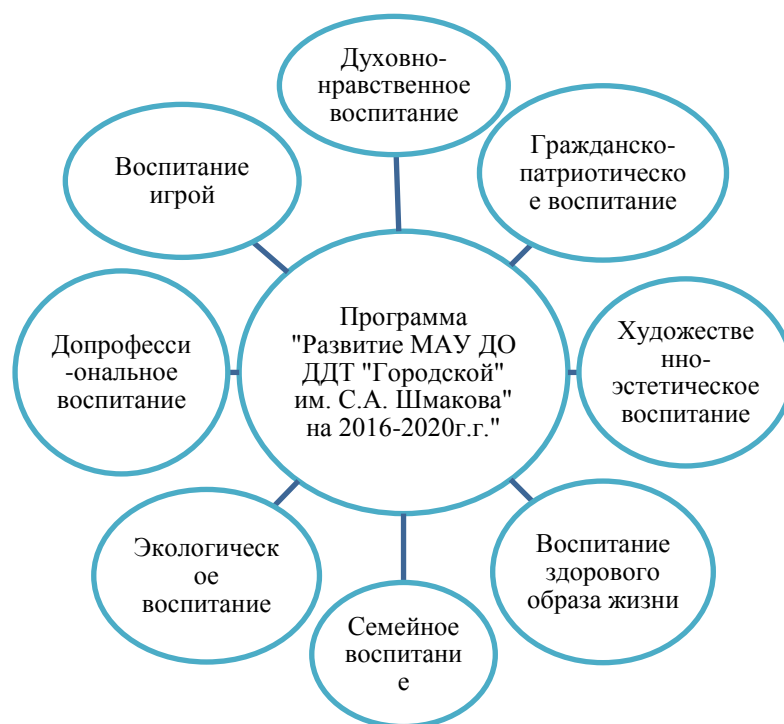 Духовно-
нравственное
воспитание
Гражданско-
патриотическо
е воспитание
Художестве
нно-
эстетическое
воспитание
Воспитание
здорового
образа жизни
Семейное
воспитани
е
Экологическ
ое
воспитание
Допрофесси
-ональное
воспитание
Воспитание
игрой
Программа
"Развитие МАУ ДО
ДДТ "Городской"
им. С.А. Шмакова"
на 2016-2020г.г."